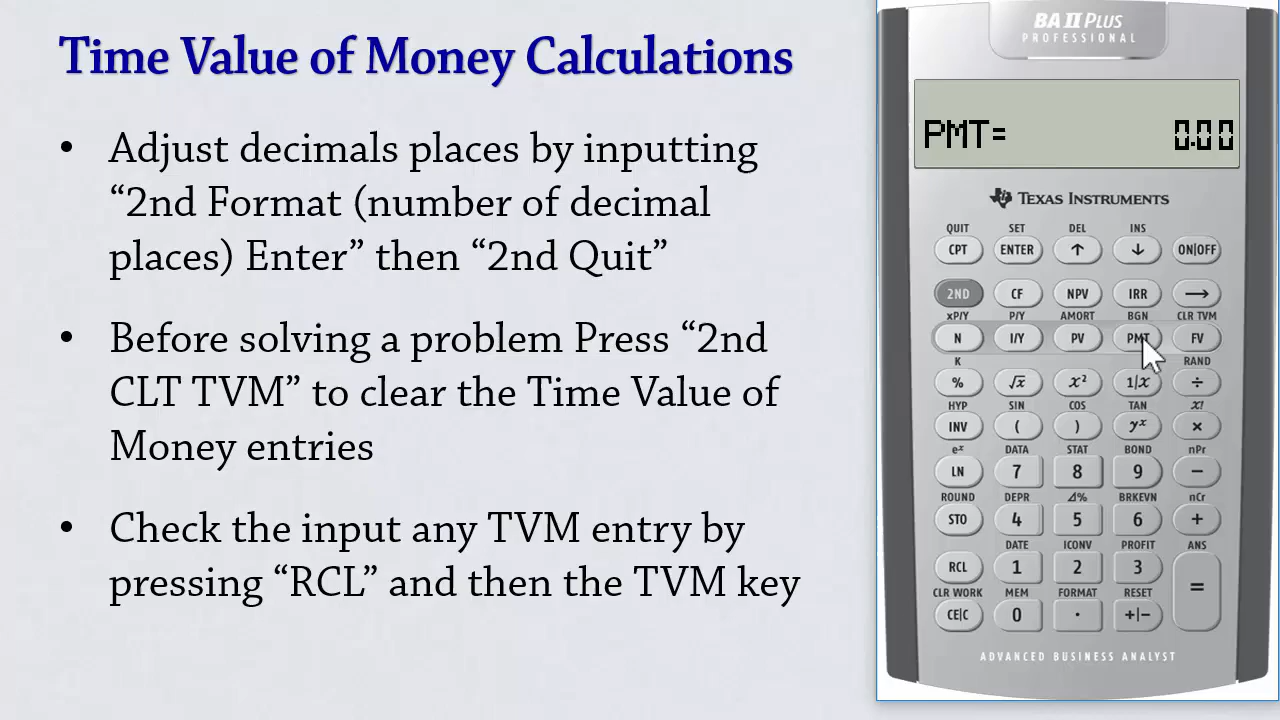 Time Value of Money Calculations
• Adjust decimals places by inputting
“2nd Format (number of decimal
places) Enter” then “2nd Quit”
• Before solving a problem Press “2nd
CLT TVM” to clear the Time Value of
Money entries
• Check the input any TVM entry by
pressing “RCL” and then the TVM key
BA II PLUS
PROFESSIONAL
PMT= 0.00
TEXAS INSTRUMENTS
QUIT SET DEL INS
CPT ENTER ↑ ↓ ON|OFF
2ND CF NPV IRR →
xP/Y P/Y AMORT BGN CLR TVM
N I/Y PV PMT FV
K RAND
% √x x² 1/x ÷
HYP SIN COS TAN x!
INV ( ) yˣ ×
eˣ DATA STAT BOND nPr
LN 7 8 9 −
ROUND DEPR Δ% BRKEVN nCr
STO 4 5 6 +
DATE ICONV PROFIT ANS
RCL 1 2 3 =
CLR WORK MEM FORMAT RESET
CE|C 0 . +|−
ADVANCED BUSINESS ANALYST